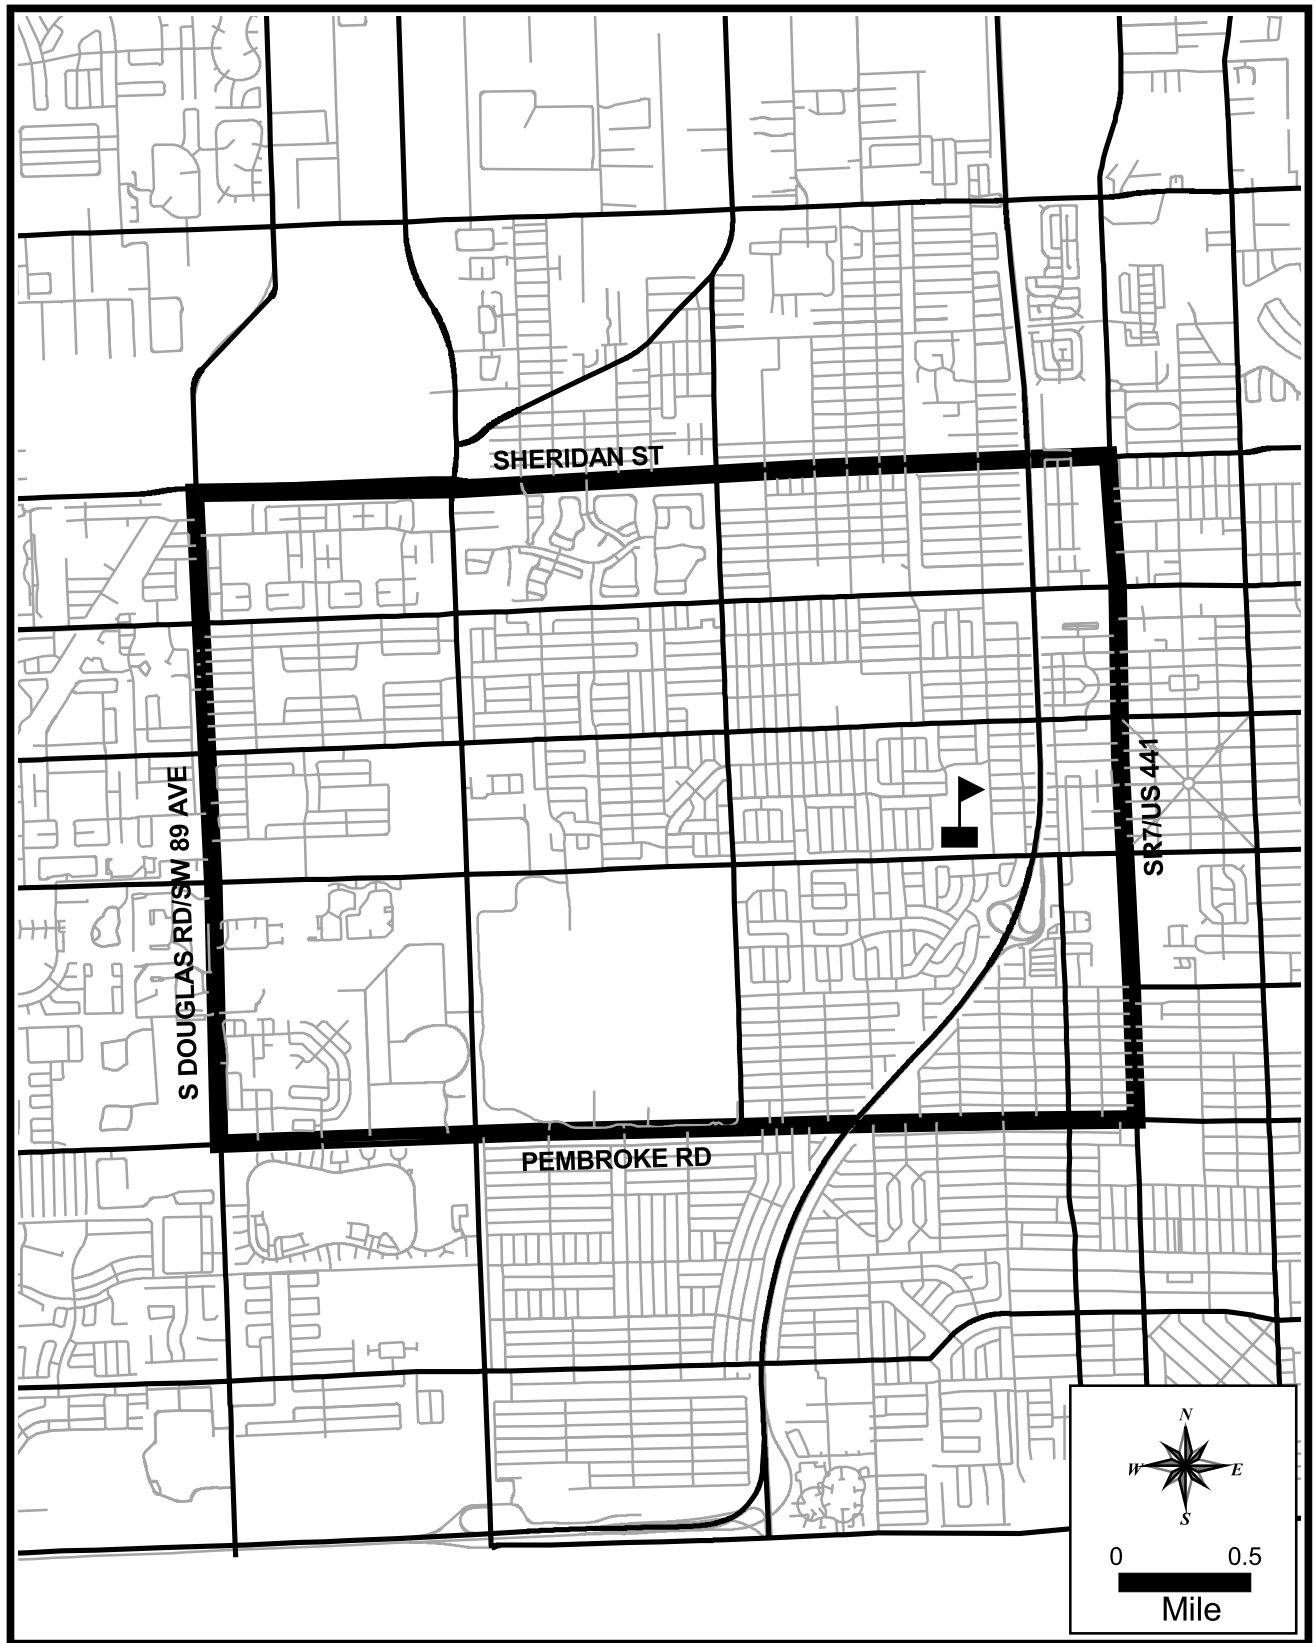 SHERIDAN ST
S DOUGLAS RD/SW 89 AVE
SR7/US 441
PEMBROKE RD
N
W E
S
0 0.5
Mile